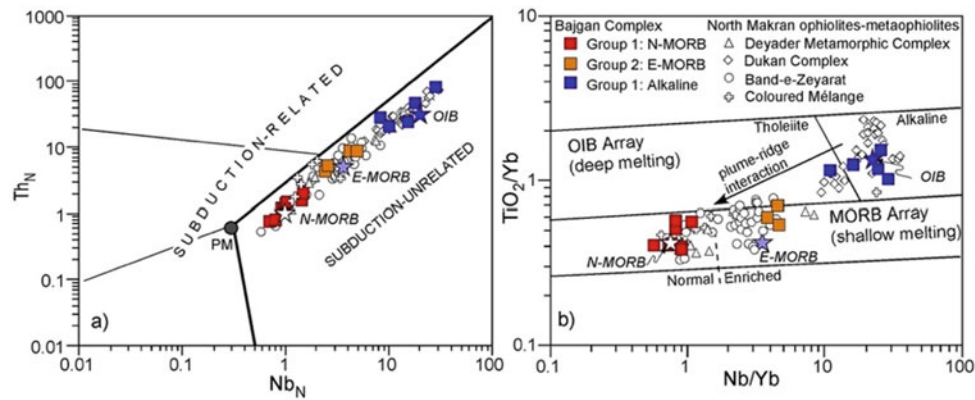 1000
100
10
1
0.1
0.01
Th_N
SUBDUCTION-RELATED
OIB
E-MORB
N-MORB
SUBDUCTION-UNRELATED
PM
a)
0.01 0.1 1 10 100
Nb_N
Bajgan Complex
Group 1: N-MORB
Group 2: E-MORB
Group 1: Alkaline
North Makran ophiolites-metaophiolites
Deyader Metamorphic Complex
Dukan Complex
Band-e-Zeyarat
Coloured Mélange
10
1
0.1
TiO2/Yb
OIB Array
(deep melting)
Tholeiite
Alkaline
plume-ridge
interaction
OIB
MORB Array
(shallow melting)
N-MORB
E-MORB
Normal Enriched
b)
0.1 1 10 100
Nb/Yb